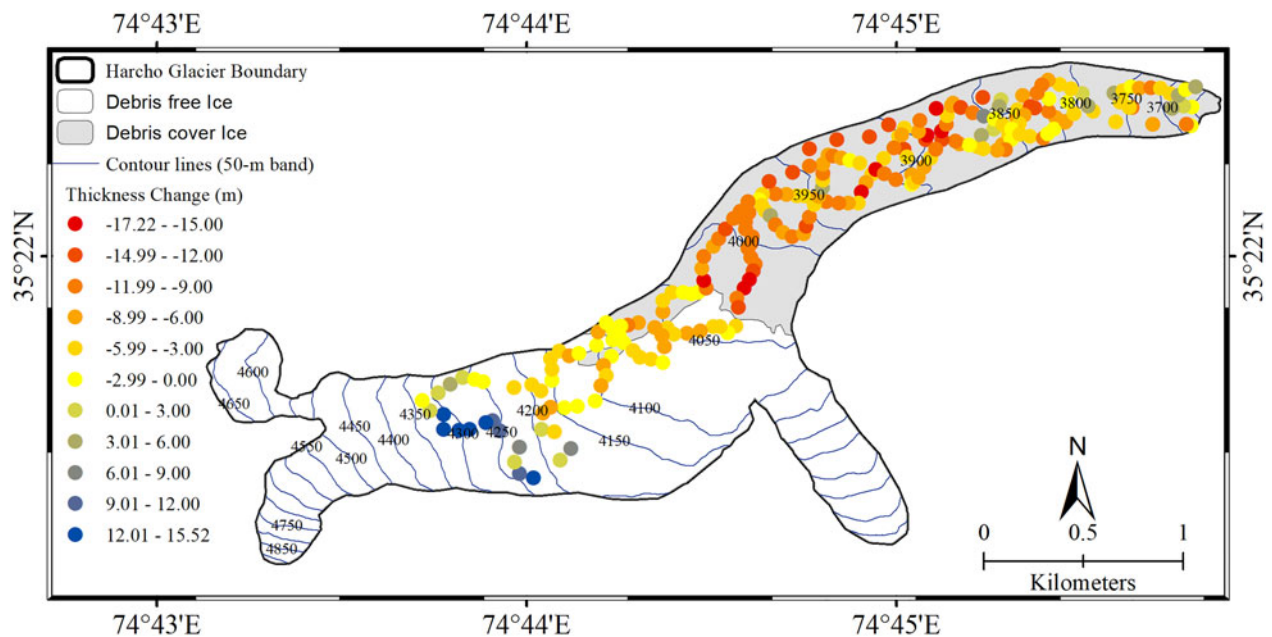 74°43'E 74°44'E 74°45'E
Harcho Glacier Boundary
Debris free Ice
Debris cover Ice
Contour lines (50-m band)
Thickness Change (m)
-17.22 - -15.00
-14.99 - -12.00
-11.99 - -9.00
-8.99 - -6.00
-5.99 - -3.00
-2.99 - 0.00
0.01 - 3.00
3.01 - 6.00
6.01 - 9.00
9.01 - 12.00
12.01 - 15.52
35°22'N
35°22'N
3700
3750
3800
3850
3900
3950
4000
4050
4100
4150
4200
4250
4300
4350
4400
4450
4500
4550
4600
4650
4750
4850
N
0 0.5 1
Kilometers
74°43'E 74°44'E 74°45'E